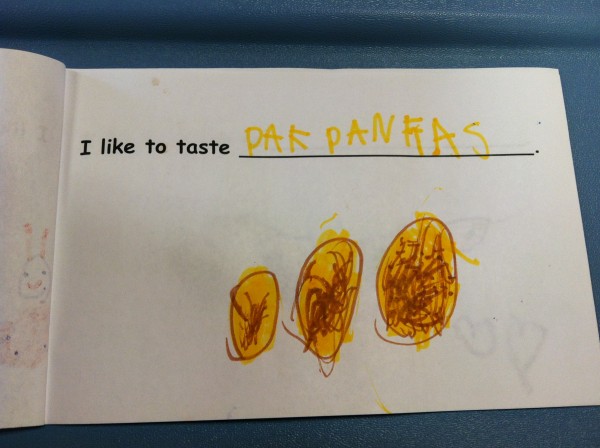 I like to taste PAK PANKAS.